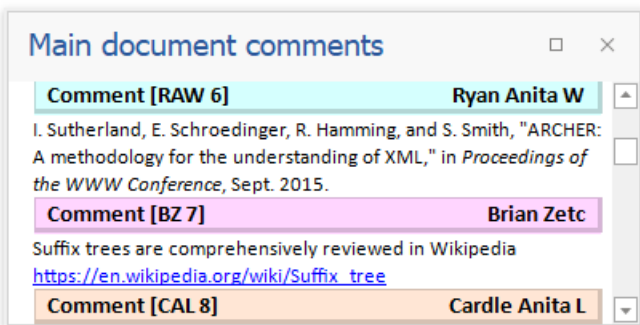 Main document comments
Comment [RAW 6] Ryan Anita W
I. Sutherland, E. Schroedinger, R. Hamming, and S. Smith, "ARCHER:
A methodology for the understanding of XML," in Proceedings of
the WWW Conference, Sept. 2015.
Comment [BZ 7] Brian Zetc
Suffix trees are comprehensively reviewed in Wikipedia
https://en.wikipedia.org/wiki/Suffix_tree
Comment [CAL 8] Cardle Anita L